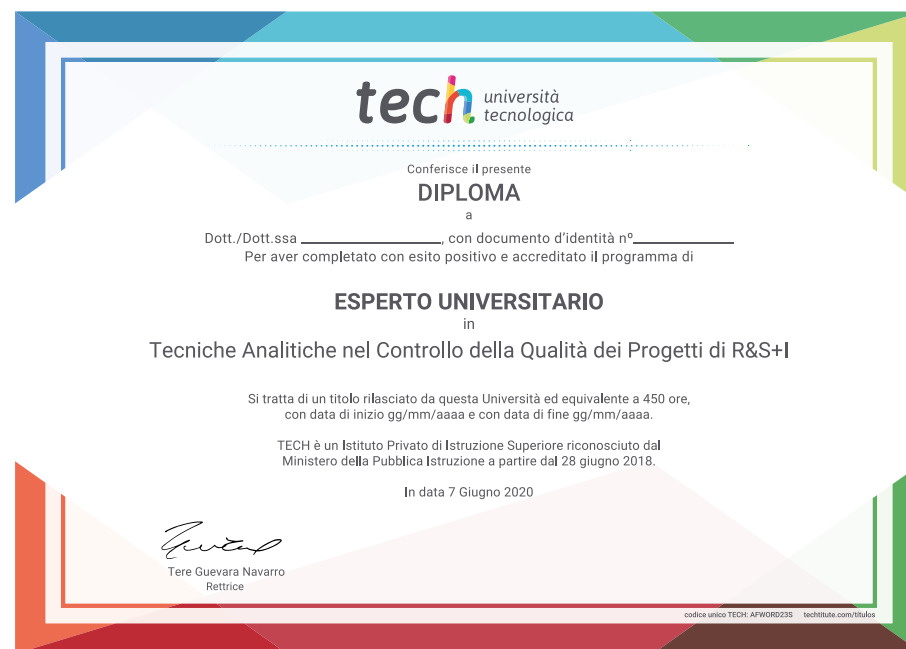 tech università
tecnologica
Conferisce il presente
DIPLOMA
a
Dott./Dott.ssa ____________________, con documento d’identità nº______________
Per aver completato con esito positivo e accreditato il programma di
ESPERTO UNIVERSITARIO
in
Tecniche Analitiche nel Controllo della Qualità dei Progetti di R&S+I
Si tratta di un titolo rilasciato da questa Università ed equivalente a 450 ore,
con data di inizio gg/mm/aaaa e con data di fine gg/mm/aaaa.
TECH è un Istituto Privato di Istruzione Superiore riconosciuto dal
Ministero della Pubblica Istruzione a partire dal 28 giugno 2018.
In data 7 Giugno 2020
Tere Guevara Navarro
Rettrice
codice unico TECH: AFWORD23S techtitute.com/titulos